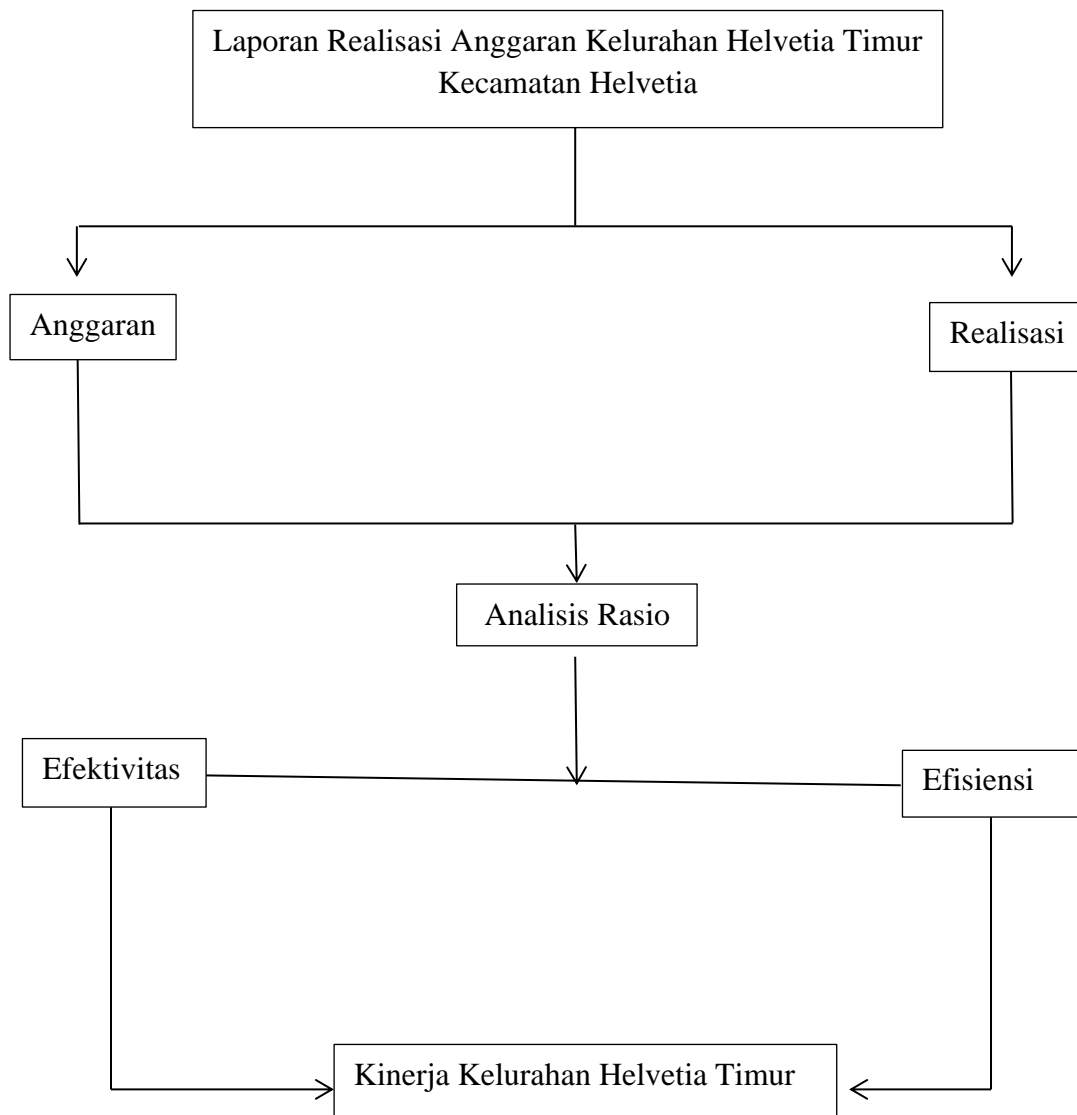 Laporan Realisasi Anggaran Kelurahan Helvetia Timur
Kecamatan Helvetia
Anggaran
Realisasi
Analisis Rasio
Efektivitas
Efisiensi
Kinerja Kelurahan Helvetia Timur